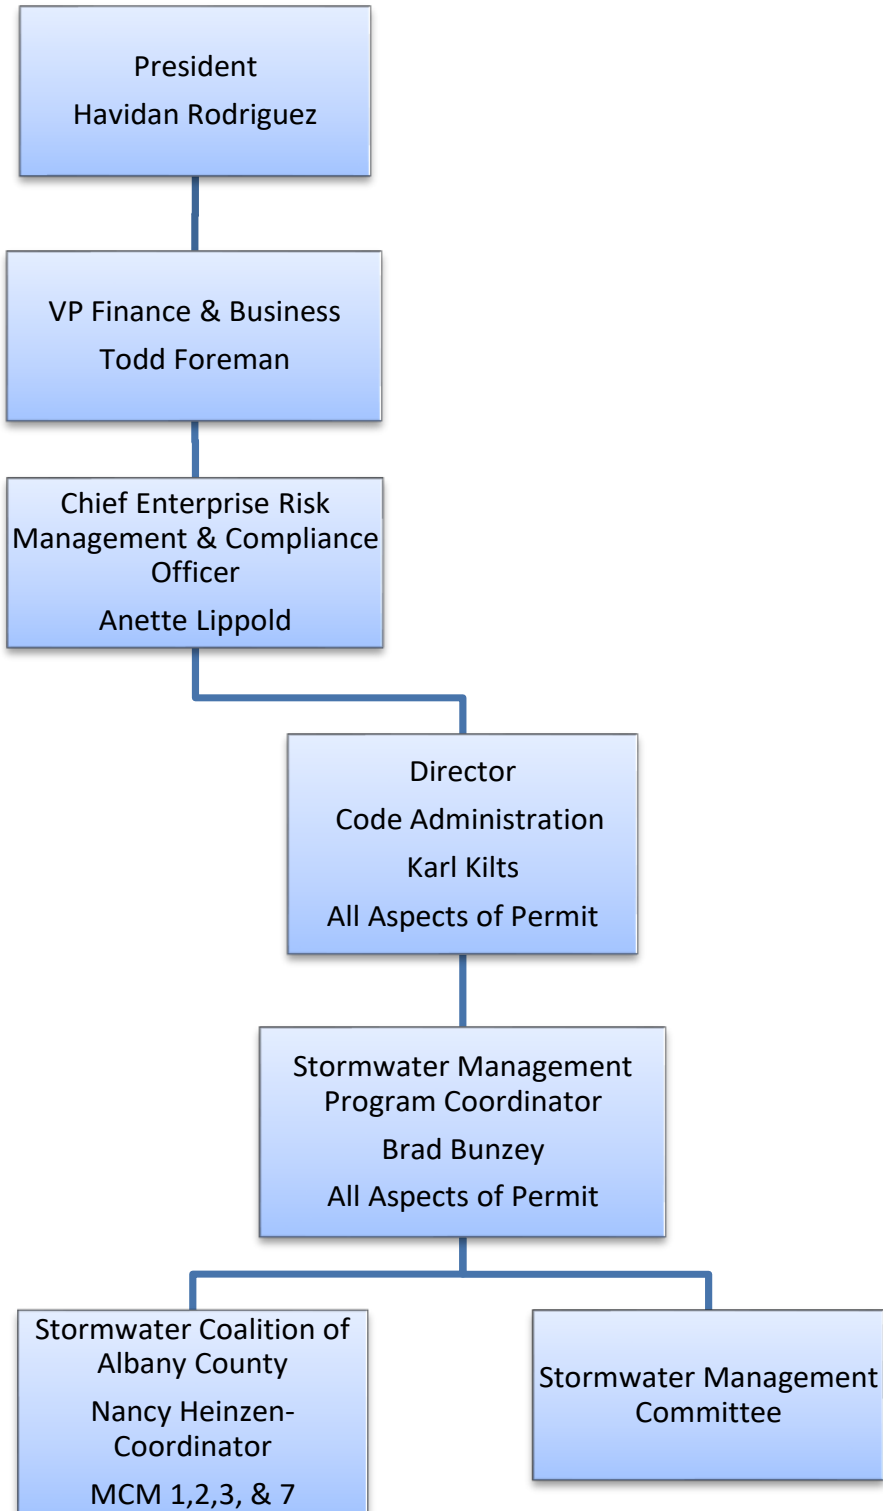 President
Havidan Rodriguez
VP Finance & Business
Todd Foreman
Chief Enterprise Risk
Management & Compliance
Officer
Anette Lippold
Director
Code Administration
Karl Kilts
All Aspects of Permit
Stormwater Management
Program Coordinator
Brad Bunzey
All Aspects of Permit
Stormwater Coalition of
Albany County
Nancy Heinzen-
Coordinator
MCM 1,2,3, & 7
Stormwater Management
Committee